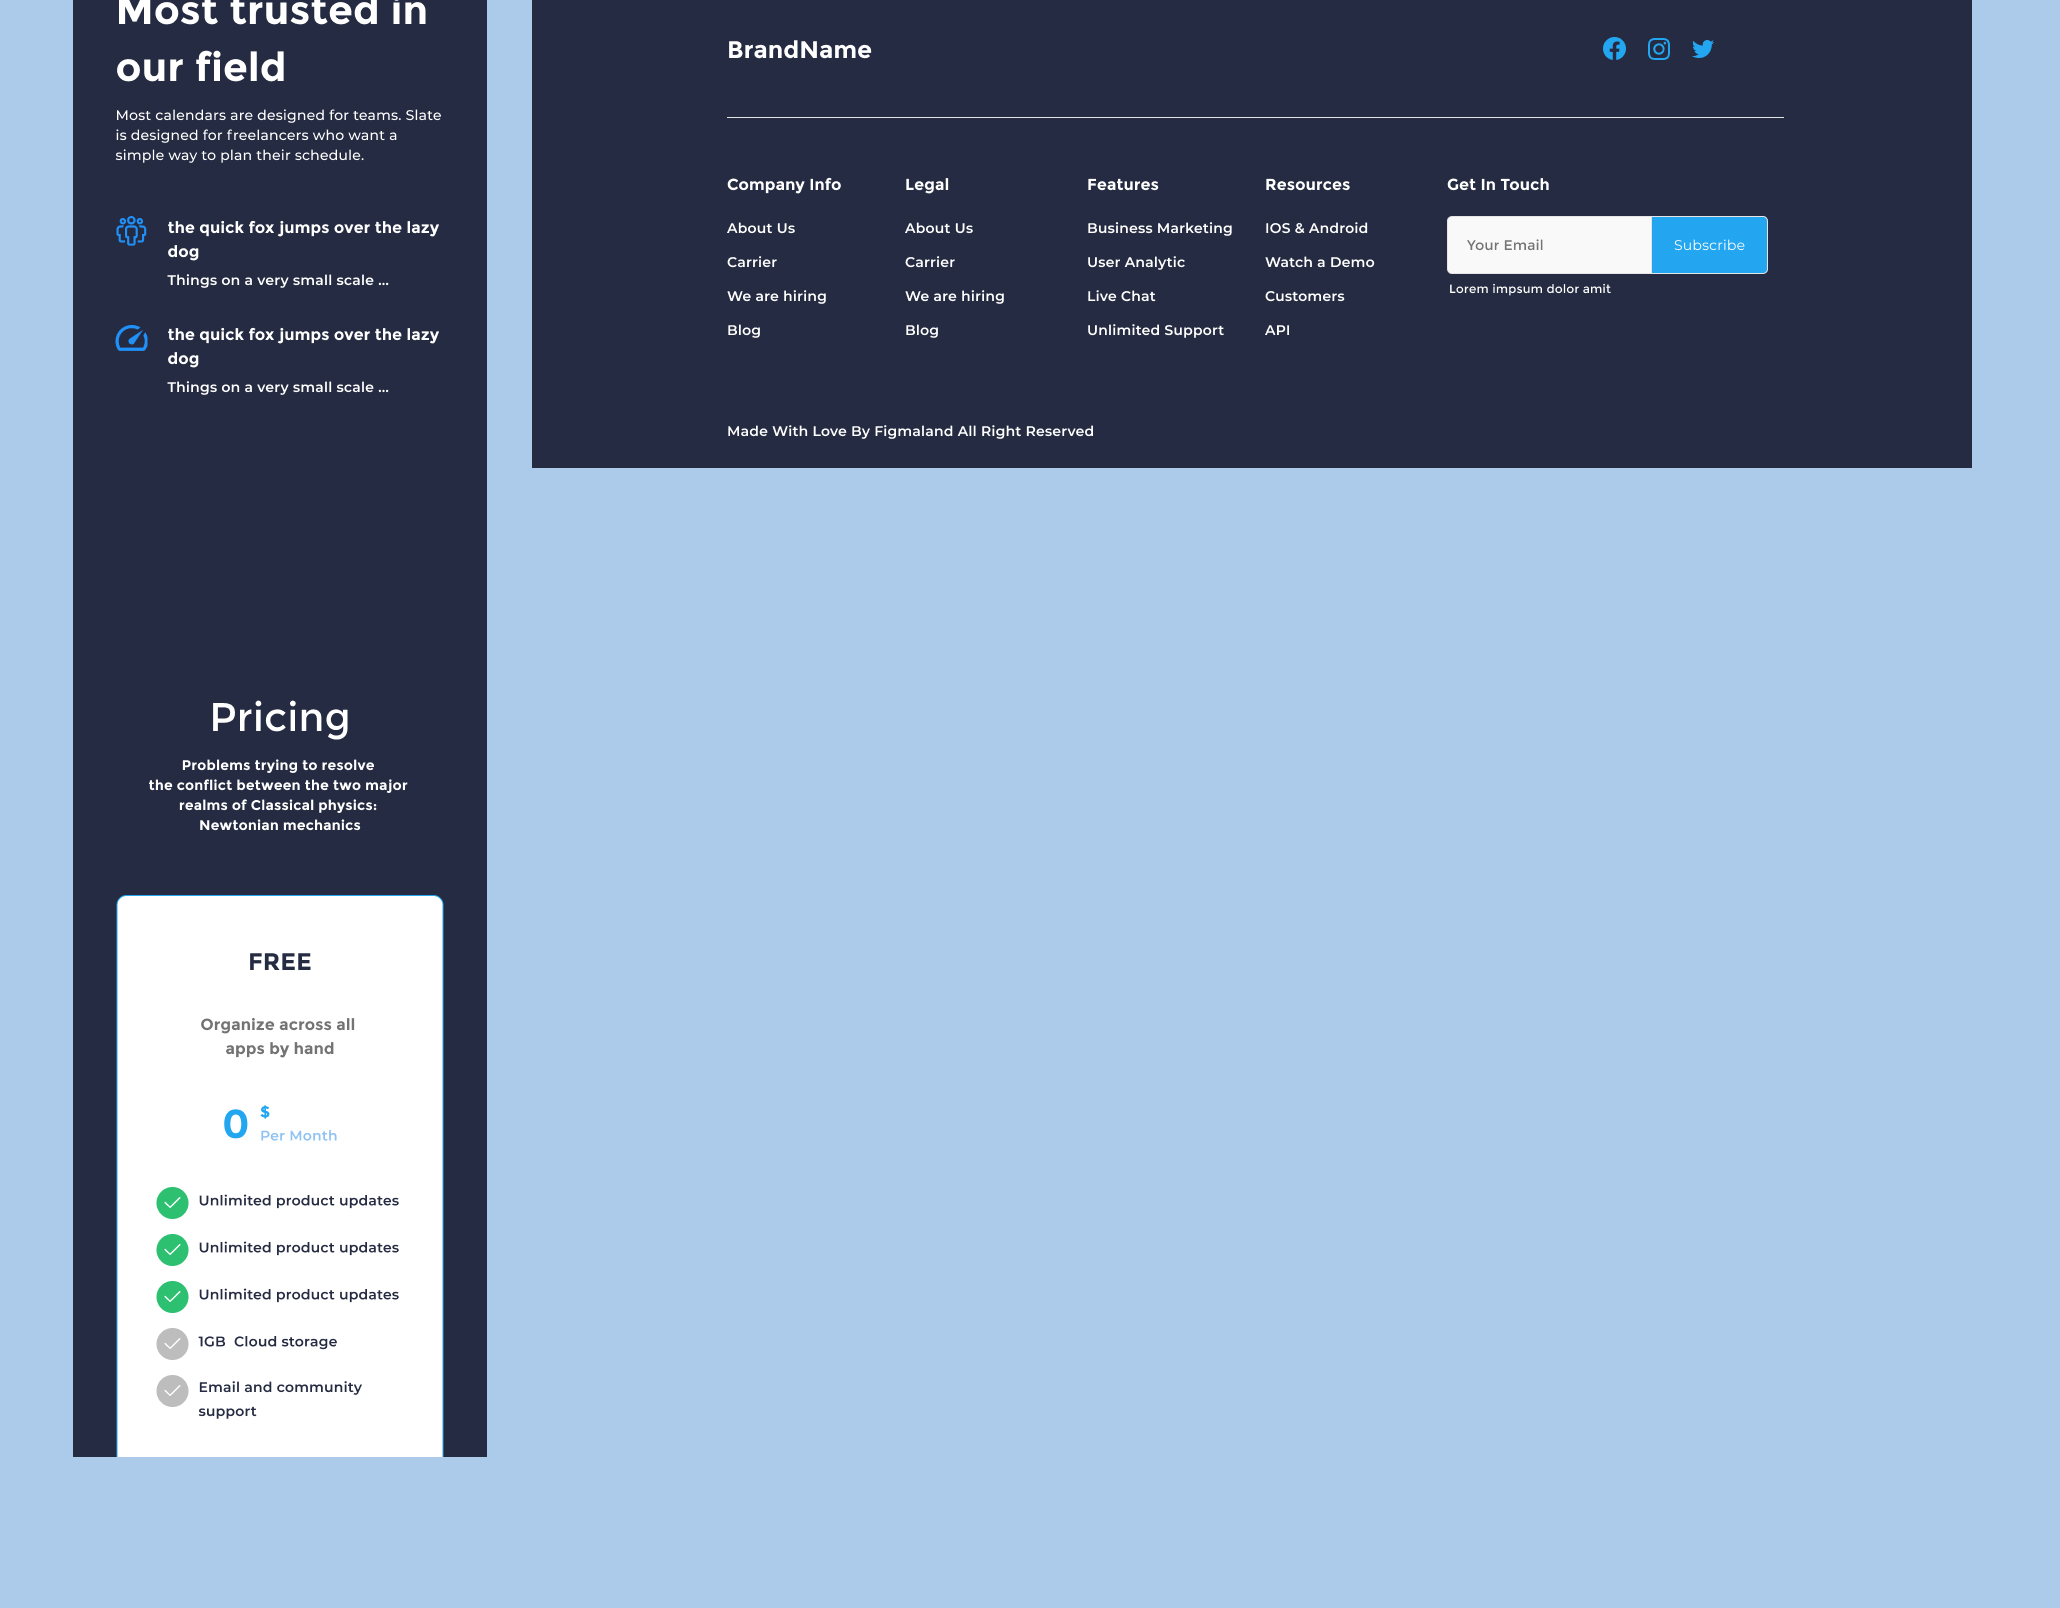 Most trusted in
our field
Most calendars are designed for teams. Slate
is designed for freelancers who want a
simple way to plan their schedule.
the quick fox jumps over the lazy
dog
Things on a very small scale ...
the quick fox jumps over the lazy
dog
Things on a very small scale ...
Pricing
Problems trying to resolve
the conflict between the two major
realms of Classical physics:
Newtonian mechanics
FREE
Organize across all
apps by hand
0
$
Per Month
Unlimited product updates
Unlimited product updates
Unlimited product updates
1GB  Cloud storage
Email and community
support
BrandName
Company Info
About Us
Carrier
We are hiring
Blog
Legal
About Us
Carrier
We are hiring
Blog
Features
Business Marketing
User Analytic
Live Chat
Unlimited Support
Resources
IOS & Android
Watch a Demo
Customers
API
Get In Touch
Your Email
Subscribe
Lorem impsum dolor amit
Made With Love By Figmaland All Right Reserved